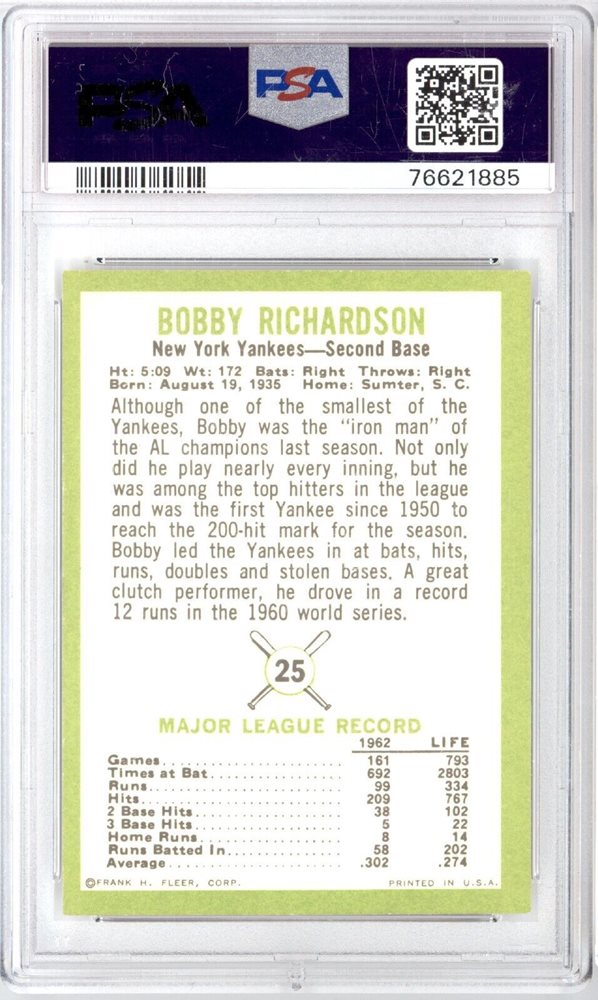 PSA
PSA
76621885
BOBBY RICHARDSON
New York Yankees—Second Base
Ht: 5:09 Wt: 172 Bats: Right Throws: Right
Born: August 19, 1935 Home: Sumter, S. C.
Although one of the smallest of the
Yankees, Bobby was the "iron man" of
the AL champions last season. Not only
did he play nearly every inning, but he
was among the top hitters in the league
and was the first Yankee since 1950 to
reach the 200-hit mark for the season.
Bobby led the Yankees in at bats, hits,
runs, doubles and stolen bases. A great
clutch performer, he drove in a record
12 runs in the 1960 world series.
25
MAJOR LEAGUE RECORD
1962 LIFE
Games 161 793
Times at Bat 692 2803
Runs 99 334
Hits 209 767
2 Base Hits 38 102
3 Base Hits 5 22
Home Runs 8 14
Runs Batted In 58 202
Average .302 .274
©FRANK H. FLEER, CORP. PRINTED IN U.S.A.